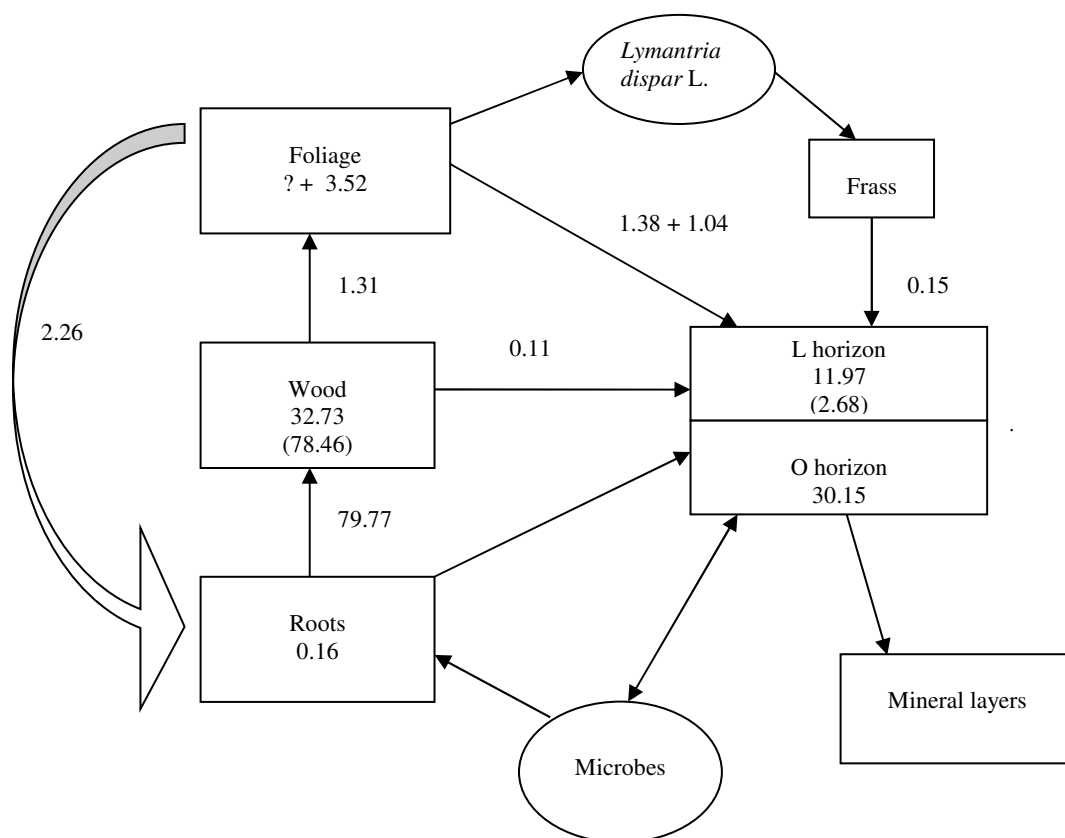 Lymantria
dispar L.
Foliage
? + 3.52
Frass
1.38 + 1.04
1.31
0.15
2.26
0.11
L horizon
11.97
(2.68)
Wood
32.73
(78.46)
.
O horizon
30.15
79.77
Roots
0.16
Mineral layers
Microbes